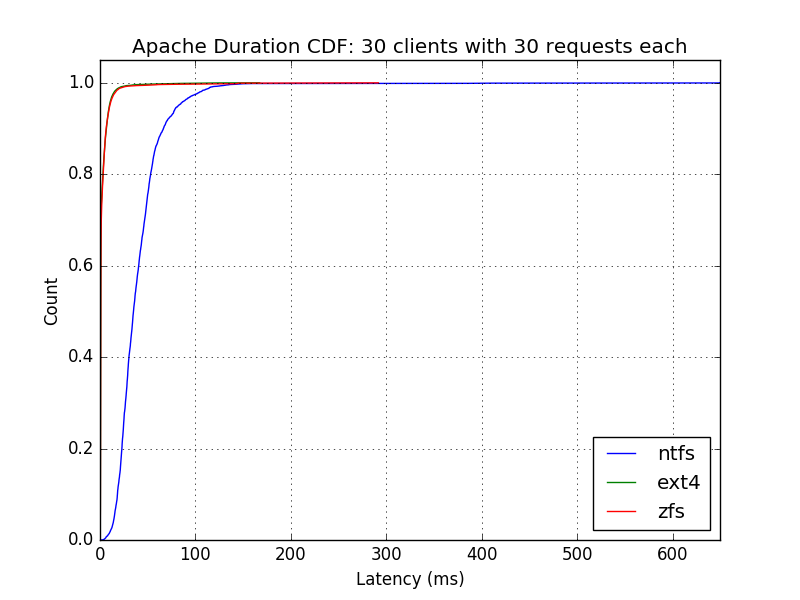 Apache Duration CDF: 30 clients with 30 requests each
1.0
0.8
0.6
0.4
0.2
0.0
Count
0 100 200 300 400 500 600
Latency (ms)
ntfs
ext4
zfs